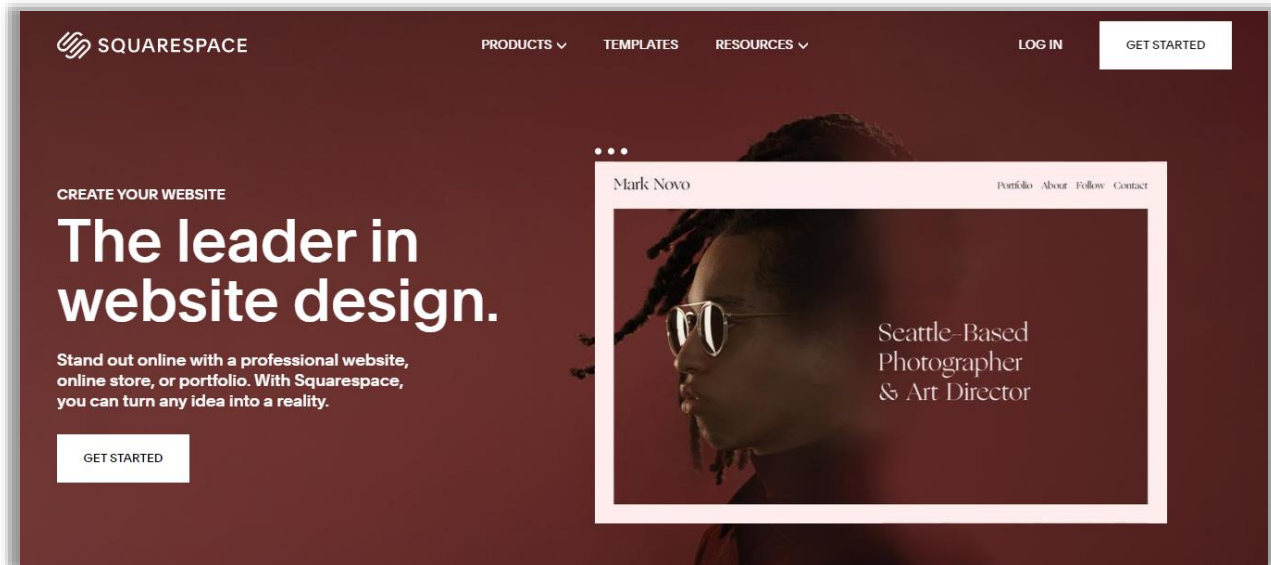 SQUARESPACE
PRODUCTS
TEMPLATES
RESOURCES
LOG IN
GET STARTED
CREATE YOUR WEBSITE
The leader in
website design.
Stand out online with a professional website,
online store, or portfolio. With Squarespace,
you can turn any idea into a reality.
GET STARTED
Mark Novo
Portfolio About Follow Contact
Seattle-Based
Photographer
& Art Director